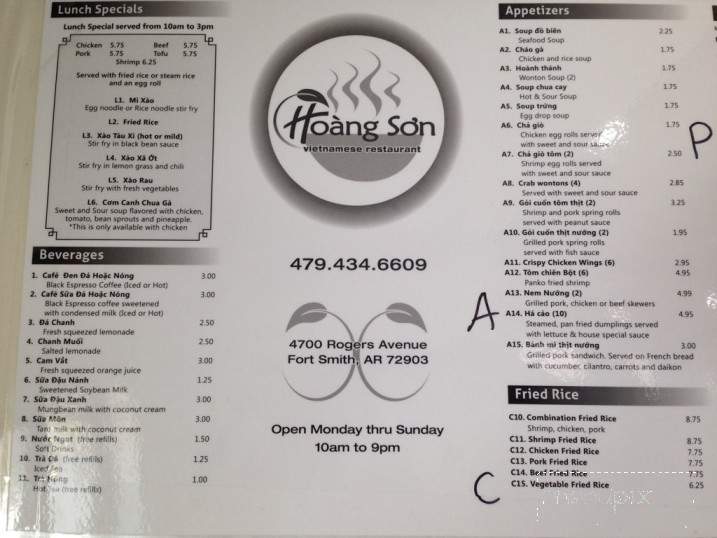 Lunch Specials
Lunch Special served from 10am to 3pm
Chicken 5.75 Beef 5.75
Pork 5.75 Tofu 5.75
Shrimp 6.25
Served with fried rice or steam rice
and an egg roll
L1. Mì Xào
Egg noodle or Rice noodle stir fry
L2. Fried Rice
L3. Xào Tàu Xì (hot or mild)
Stir fry in black bean sauce
L4. Xào Xã Ớt
Stir fry in lemon grass and chili
L5. Xào Rau
Stir fry with fresh vegetables
L6. Cơm Canh Chua Gà
Sweet and Sour soup flavored with chicken,
tomato, bean sprouts and pineapple.
*This is only available with chicken
Beverages
1. Café Đen Đá Hoặc Nóng 3.00
Black Espresso Coffee (Iced or Hot)
2. Café Sữa Đá Hoặc Nóng 3.00
Black Espresso coffee sweetened
with condensed milk (Iced or Hot)
3. Đá Chanh 2.50
Fresh squeezed lemonade
4. Chanh Muối 2.50
Salted lemonade
5. Cam Vắt 3.00
Fresh squeezed orange juice
6. Sữa Đậu Nành 1.25
Sweetened Soybean Milk
7. Sữa Đậu Xanh 3.00
Mungbean milk with coconut cream
8. Sữa Môn 3.00
Taro milk with coconut cream
9. Nước Ngọt (free refills) 1.50
Soft Drinks
10. Trà Đá (free refills) 1.25
Iced Tea
11. Trà Nóng 1.00
Hot Tea (free refills)
Hoàng Sơn
vietnamese restaurant
479.434.6609
4700 Rogers Avenue
Fort Smith, AR 72903
Open Monday thru Sunday
10am to 9pm
Appetizers
A1. Soup đồ biển 2.25
Seafood Soup
A2. Cháo gà 1.75
Chicken and rice soup
A3. Hoành thánh 1.75
Wonton Soup (2)
A4. Soup chua cay 1.75
Hot & Sour Soup
A5. Soup trứng 1.75
Egg drop soup
A6. Chả giò 1.75
Chicken egg rolls served
with sweet and sour sauce
P
A7. Chả giò tôm (2) 2.50
Shrimp egg rolls served
with sweet and sour sauce
A8. Crab wontons (4) 2.85
Served with sweet and sour sauce
A9. Gỏi cuốn tôm thịt (2) 3.25
Shrimp and pork spring rolls
served with peanut sauce
A10. Gỏi cuốn thịt nướng (2) 1.95
Grilled pork spring rolls
served with fish sauce
A11. Crispy Chicken Wings (6) 2.95
A12. Tôm chiên Bột (6) 4.95
Panko fried shrimp
A13. Nem Nướng (2) 4.99
Grilled pork, chicken or beef skewers
A
A14. Há cảo (10) 4.95
Steamed, pan fried dumplings served
with lettuce & house special sauce
A15. Bánh mì thịt nướng 3.00
Grilled pork sandwich. Served on French bread
with cucumber, cilantro, carrots and daikon
Fried Rice
C10. Combination Fried Rice 8.75
Shrimp, chicken, pork
C11. Shrimp Fried Rice 8.75
C12. Chicken Fried Rice 7.75
C13. Pork Fried Rice 7.75
C14. Beef Fried Rice 7.75
C
C15. Vegetable Fried Rice 6.25